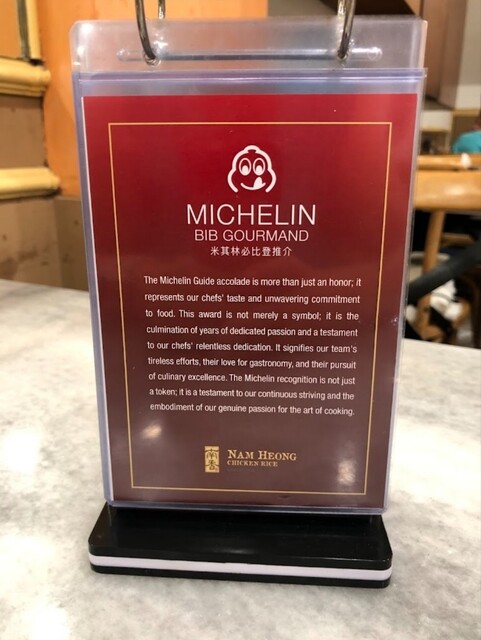 MICHELIN
BIB GOURMAND
米其林必比登推介
The Michelin Guide accolade is more than just an honor; it
represents our chefs' taste and unwavering commitment
to food. This award is not merely a symbol; it is the
culmination of years of dedicated passion and a testament
to our chefs' relentless dedication. It signifies our team's
tireless efforts, their love for gastronomy, and their pursuit
of culinary excellence. The Michelin recognition is not just
a token; it is a testament to our continuous striving and the
embodiment of our genuine passion for the art of cooking.
南香
NAM HEONG
CHICKEN RICE